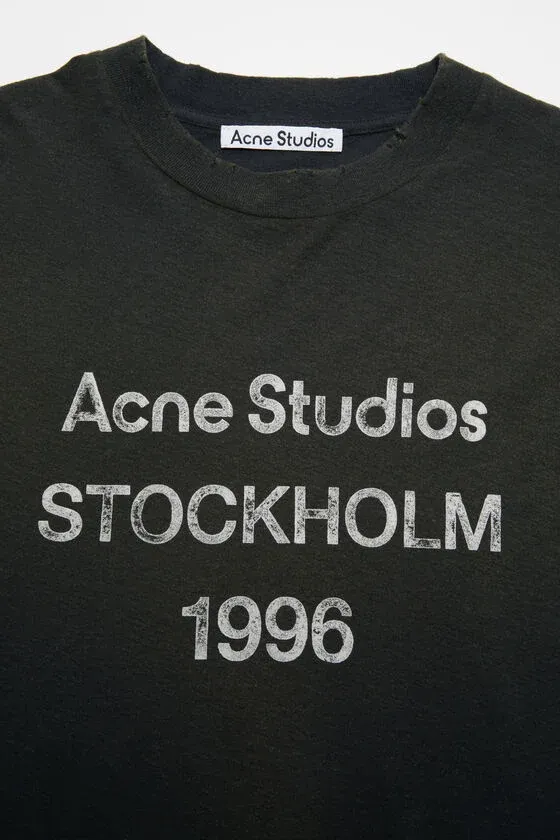 Acne Studios
Acne Studios
STOCKHOLM
1996